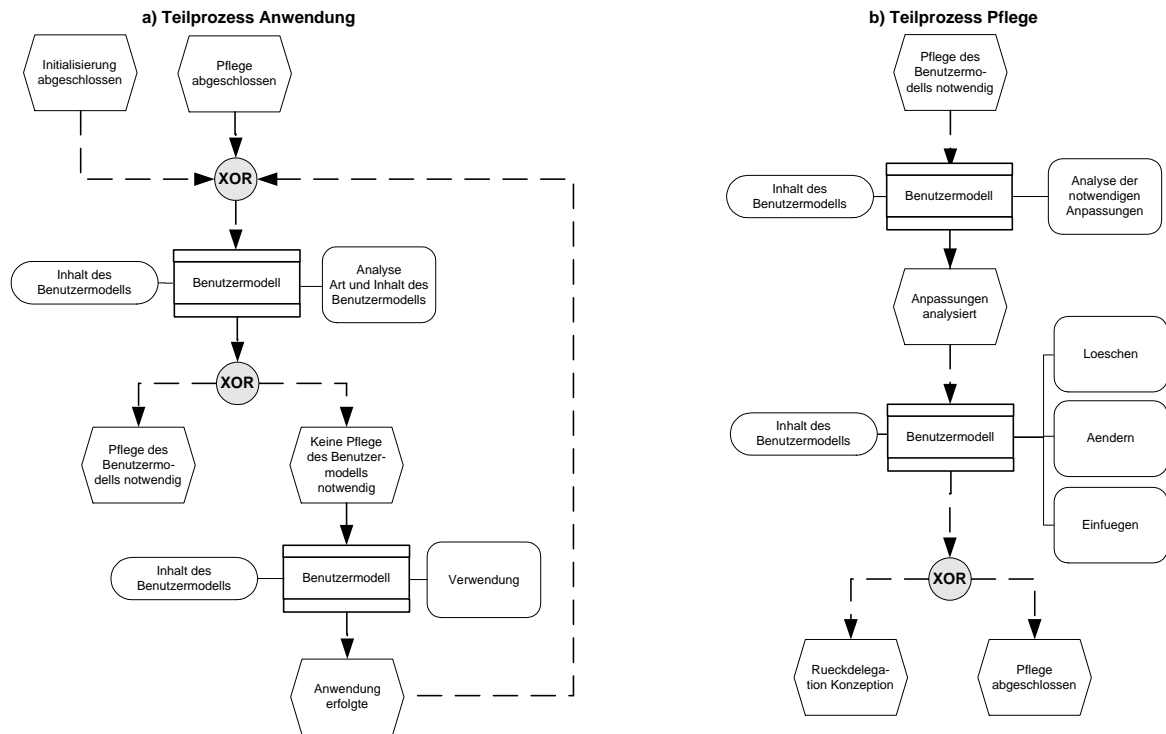 a) Teilprozess Anwendung
Initialisierung
abgeschlossen
Pflege
abgeschlossen
XOR
Inhalt des
Benutzermodells
Benutzermodell
Analyse
Art und Inhalt des
Benutzermodells
XOR
Pflege des
Benutzermo-
dells notwendig
Keine Pflege
des Benutzer-
modells
notwendig
Inhalt des
Benutzermodells
Benutzermodell
Verwendung
Anwendung
erfolgte
b) Teilprozess Pflege
Pflege des
Benutzermo-
dells notwendig
Inhalt des
Benutzermodells
Benutzermodell
Analyse der
notwendigen
Anpassungen
Anpassungen
analysiert
Inhalt des
Benutzermodells
Benutzermodell
Loeschen
Aendern
Einfuegen
XOR
Rueckdelega-
tion Konzeption
Pflege
abgeschlossen